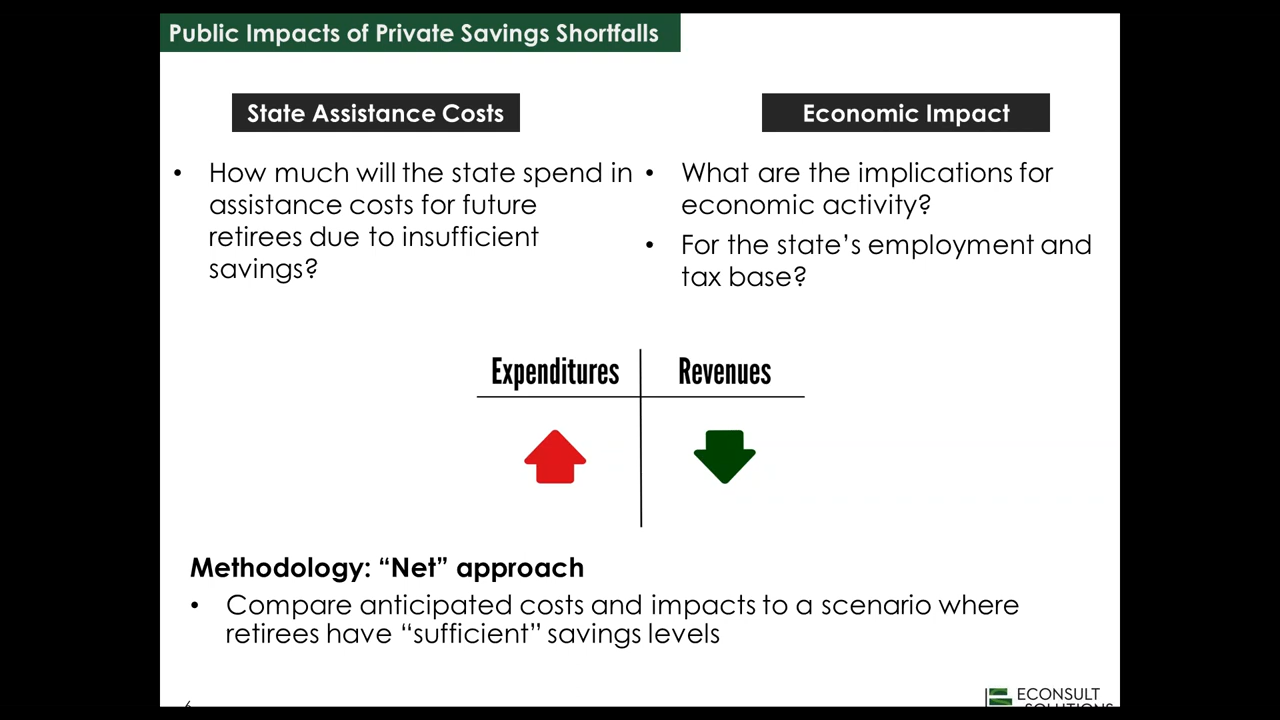 Public Impacts of Private Savings Shortfalls
State Assistance Costs
• How much will the state spend in
assistance costs for future
retirees due to insufficient
savings?
Economic Impact
• What are the implications for
economic activity?
• For the state’s employment and
tax base?
Expenditures
Revenues
Methodology: “Net” approach
• Compare anticipated costs and impacts to a scenario where
retirees have “sufficient” savings levels
ECONSULT
SOLUTIONS